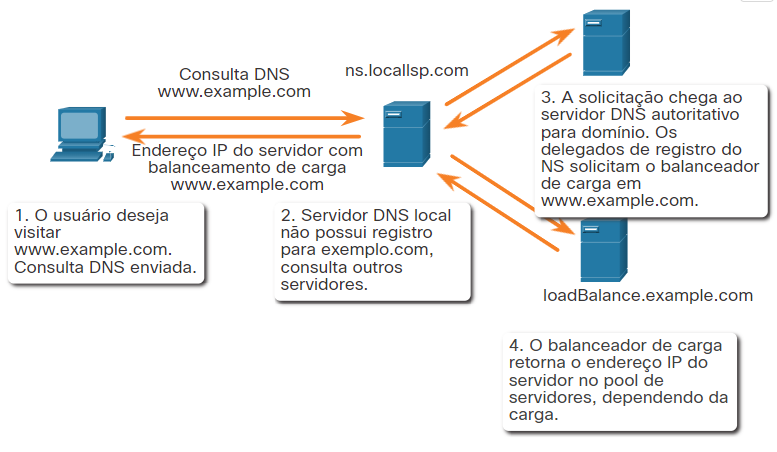 Consulta DNS
www.example.com
ns.locallsp.com
Endereço IP do servidor com
balanceamento de carga
www.example.com
1. O usuário deseja
visitar
www.example.com.
Consulta DNS enviada.
2. Servidor DNS local
não possui registro
para exemplo.com,
consulta outros
servidores.
3. A solicitação chega ao
servidor DNS autoritativo
para domínio. Os
delegados de registro do
NS solicitam o balanceador
de carga em
www.example.com.
loadBalance.example.com
4. O balanceador de carga
retorna o endereço IP do
servidor no pool de
servidores, dependendo da
carga.